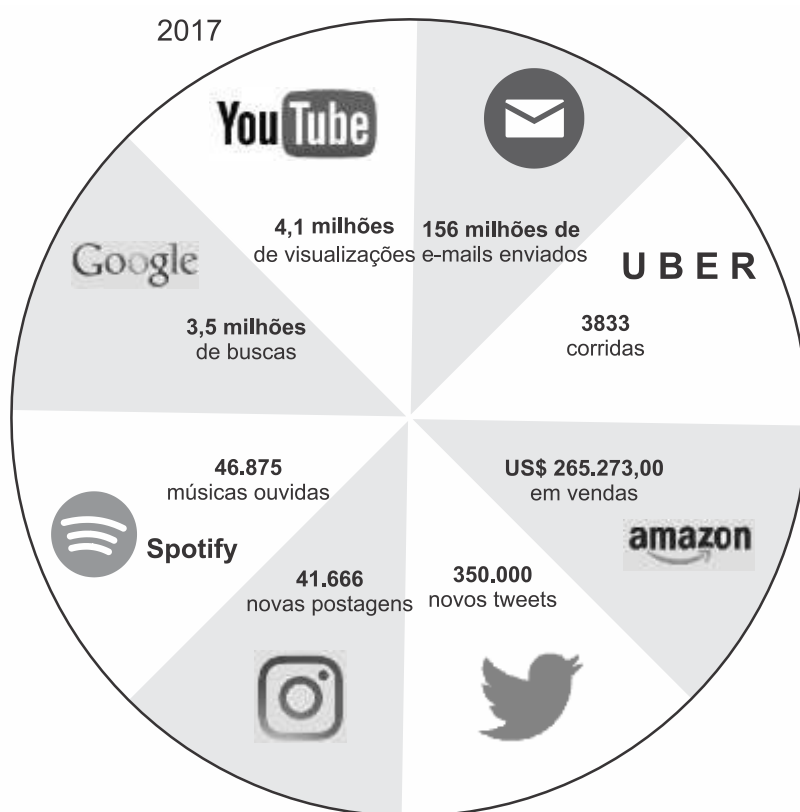 2017
YouTube
4,1 milhões
de visualizações
156 milhões de
e-mails enviados
UBER
3833
corridas
Google
3,5 milhões
de buscas
46.875
músicas ouvidas
Spotify
US$ 265.273,00
em vendas
amazon
41.666
novas postagens
350.000
novos tweets